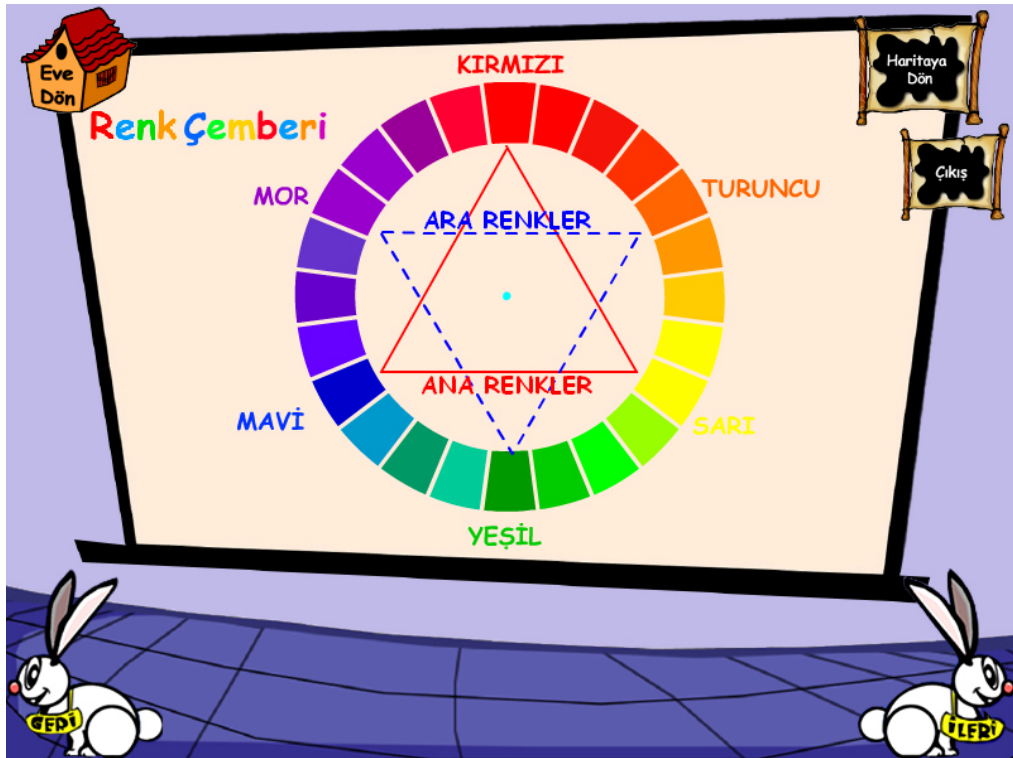 Eve
Dön
Renk Çemberi
KIRMIZI
Haritaya
Dön
Çıkış
MOR
TURUNCU
ARA RENKLER
ANA RENKLER
MAVİ
SARI
YEŞİL
GERİ
İLERİ